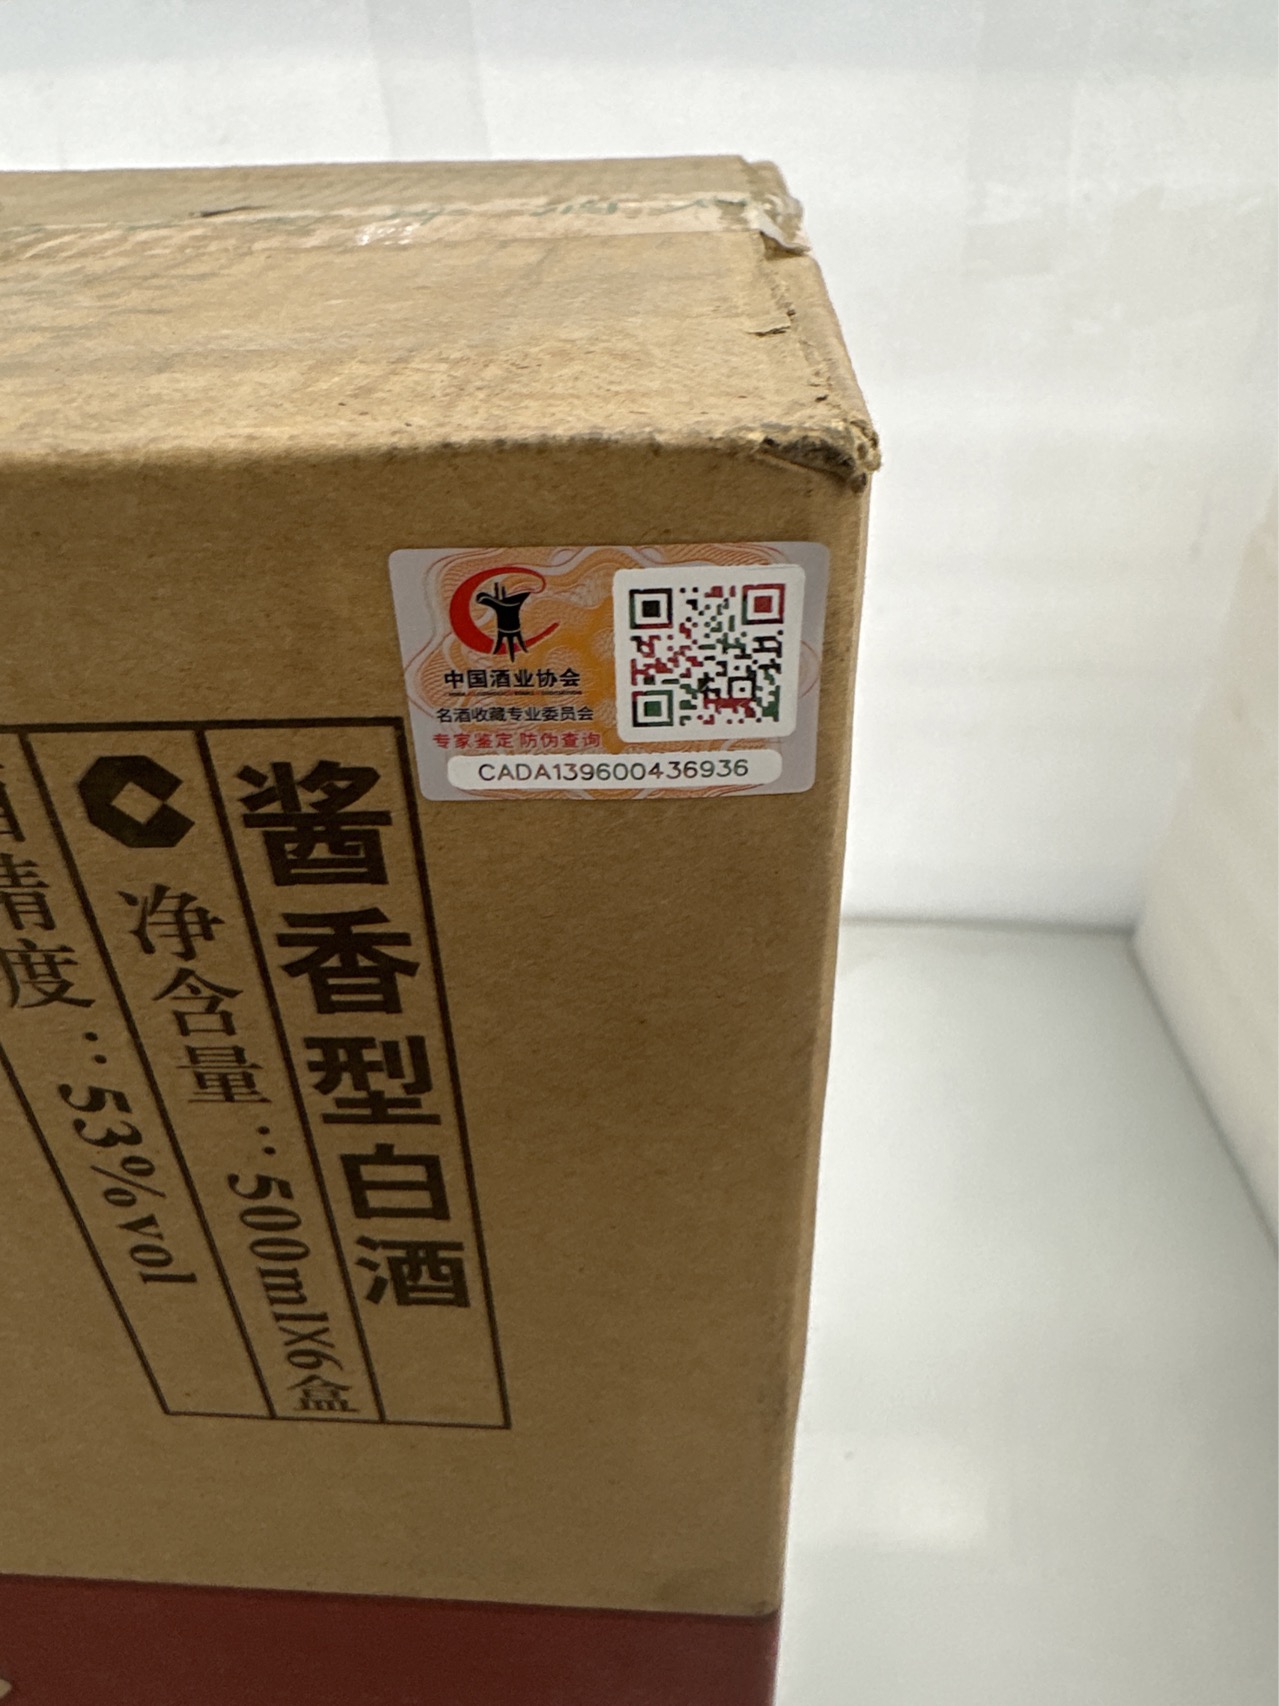 中国酒业协会
名酒收藏专业委员会
专家鉴定 防伪查询
CADA139600436936
酱香型白酒
净含量：500mlX6盒
酒精度：53%vol